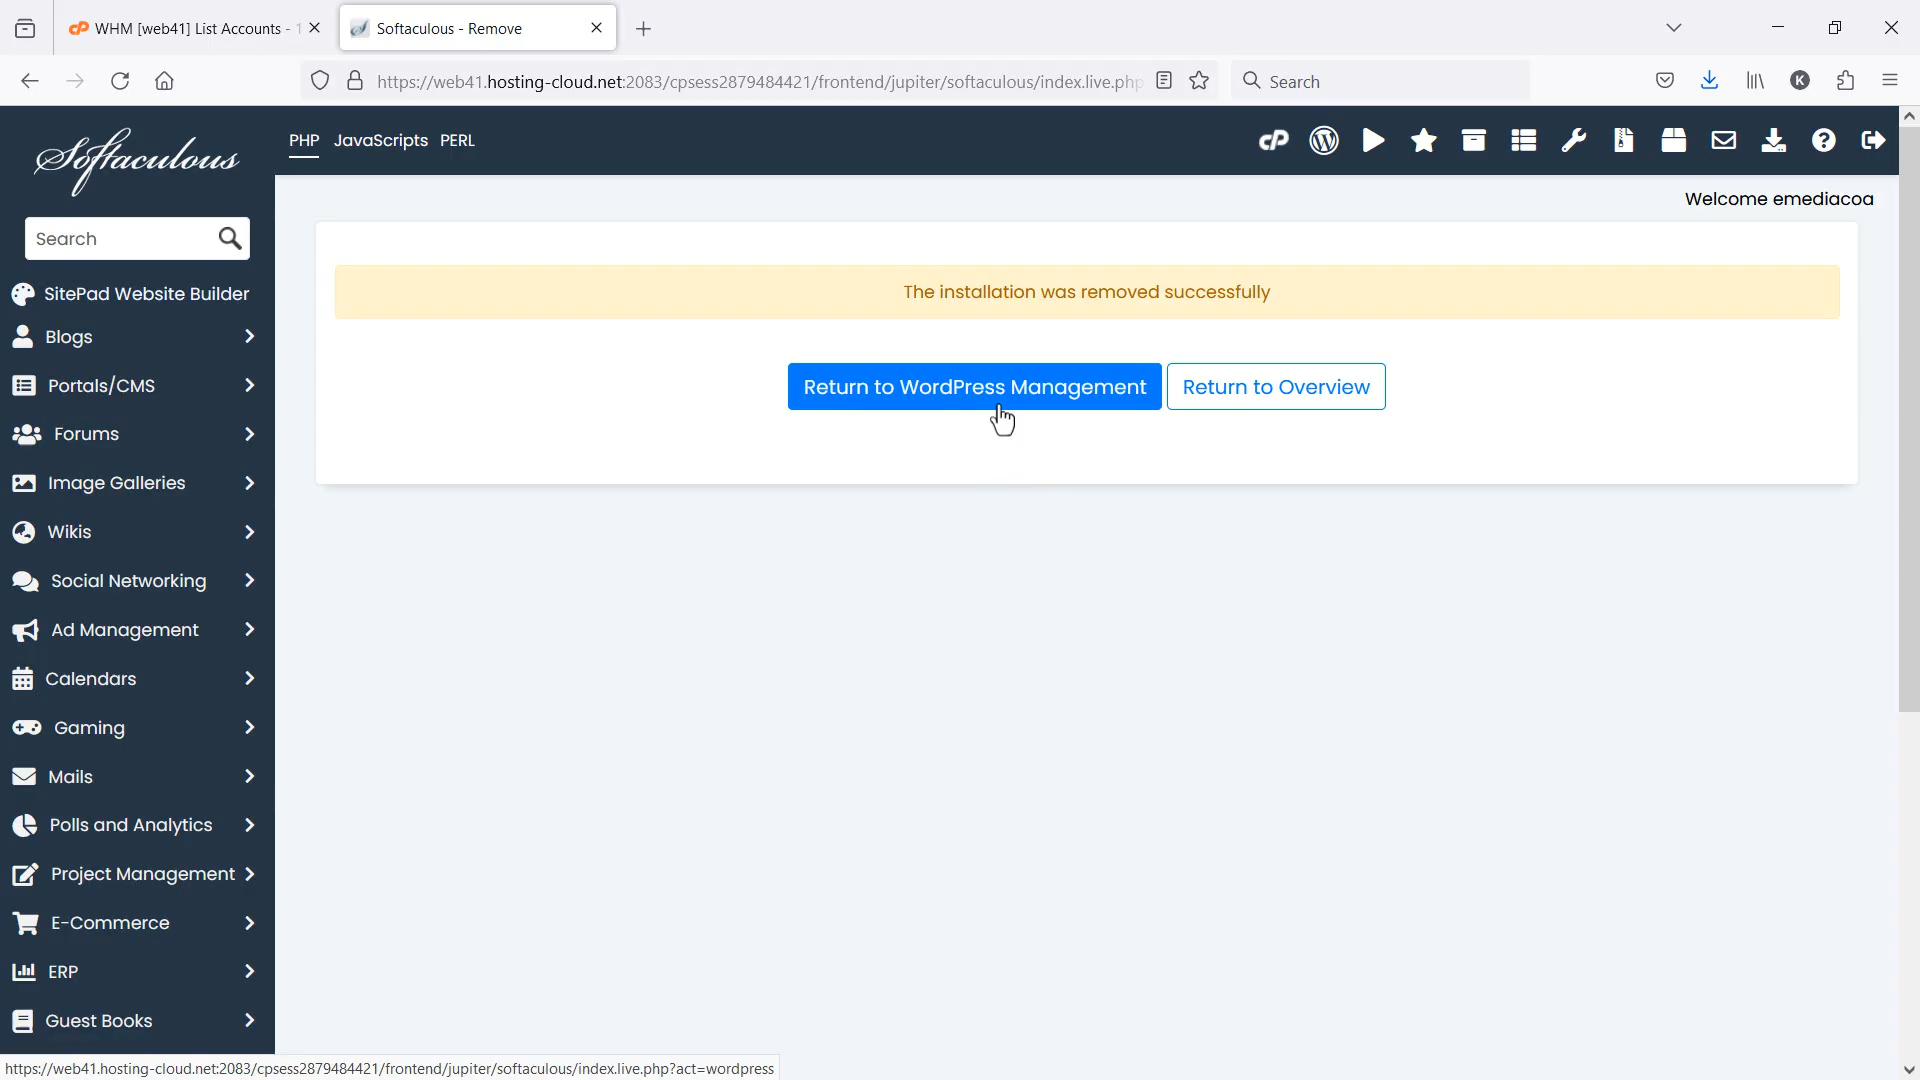 WHM [web41] List Accounts - 1
Softaculous - Remove
https://web41.hosting-cloud.net:2083/cpsess2879484421/frontend/jupiter/softaculous/index.live.php
Search
K
Softaculous
PHP JavaScripts PERL
cP
Welcome emediacoa
Search
The installation was removed successfully
SitePad Website Builder
Blogs
Return to WordPress Management
Return to Overview
Portals/CMS
Forums
Image Galleries
Wikis
Social Networking
Ad Management
Calendars
Gaming
Mails
Polls and Analytics
Project Management
E-Commerce
ERP
Guest Books
https://web41.hosting-cloud.net:2083/cpsess2879484421/frontend/jupiter/softaculous/index.live.php?act=wordpress